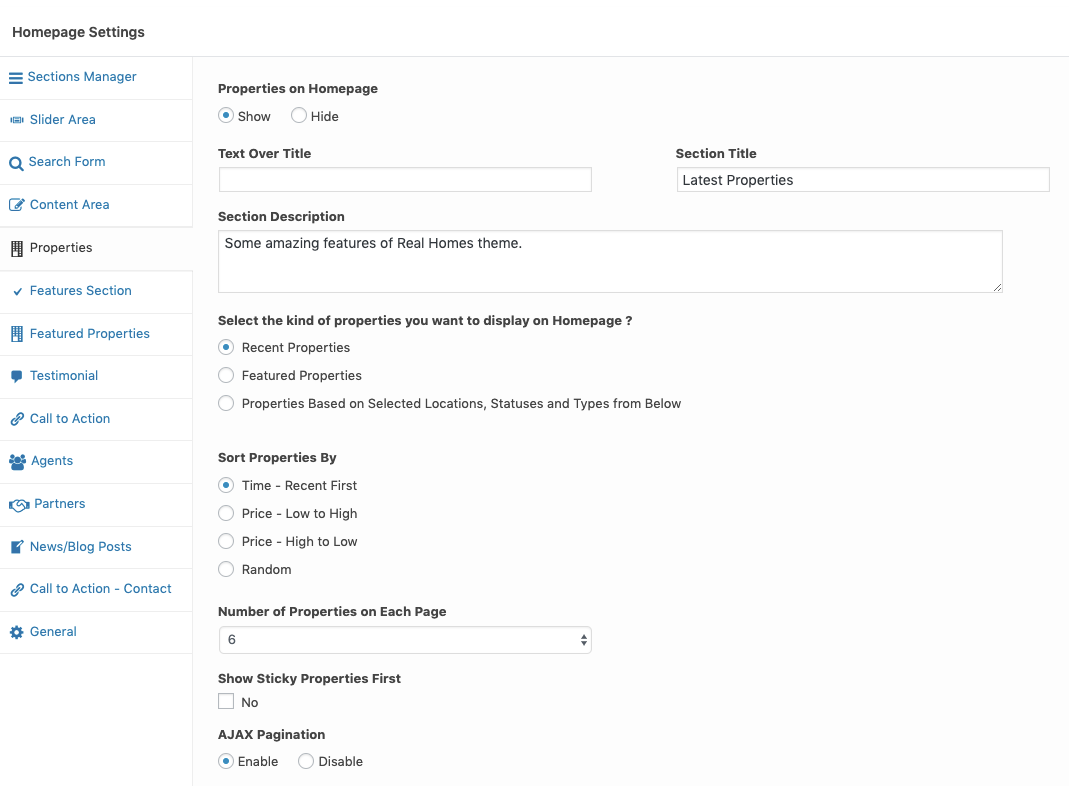 Homepage Settings
Sections Manager
Slider Area
Search Form
Content Area
Properties
Features Section
Featured Properties
Testimonial
Call to Action
Agents
Partners
News/Blog Posts
Call to Action - Contact
General
Properties on Homepage
Show Hide
Text Over Title
Section Title
Latest Properties
Section Description
Some amazing features of Real Homes theme.
Select the kind of properties you want to display on Homepage ?
Recent Properties
Featured Properties
Properties Based on Selected Locations, Statuses and Types from Below
Sort Properties By
Time - Recent First
Price - Low to High
Price - High to Low
Random
Number of Properties on Each Page
6
Show Sticky Properties First
No
AJAX Pagination
Enable Disable